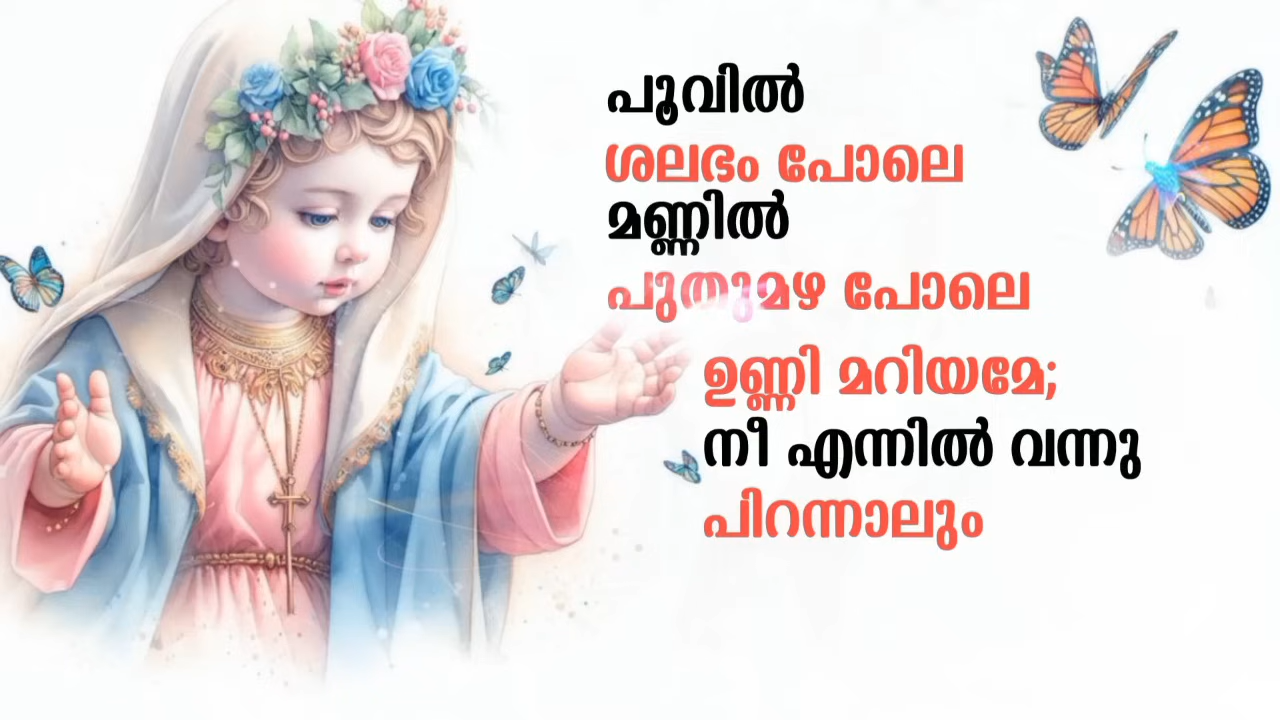 പൂവിൽ
ശലഭം പോലെ
മണ്ണിൽ
പുതുമഴ പോലെ
ഉണ്ണി മറിയമേ;
നീ എന്നിൽ വന്നു
പിറന്നാലും